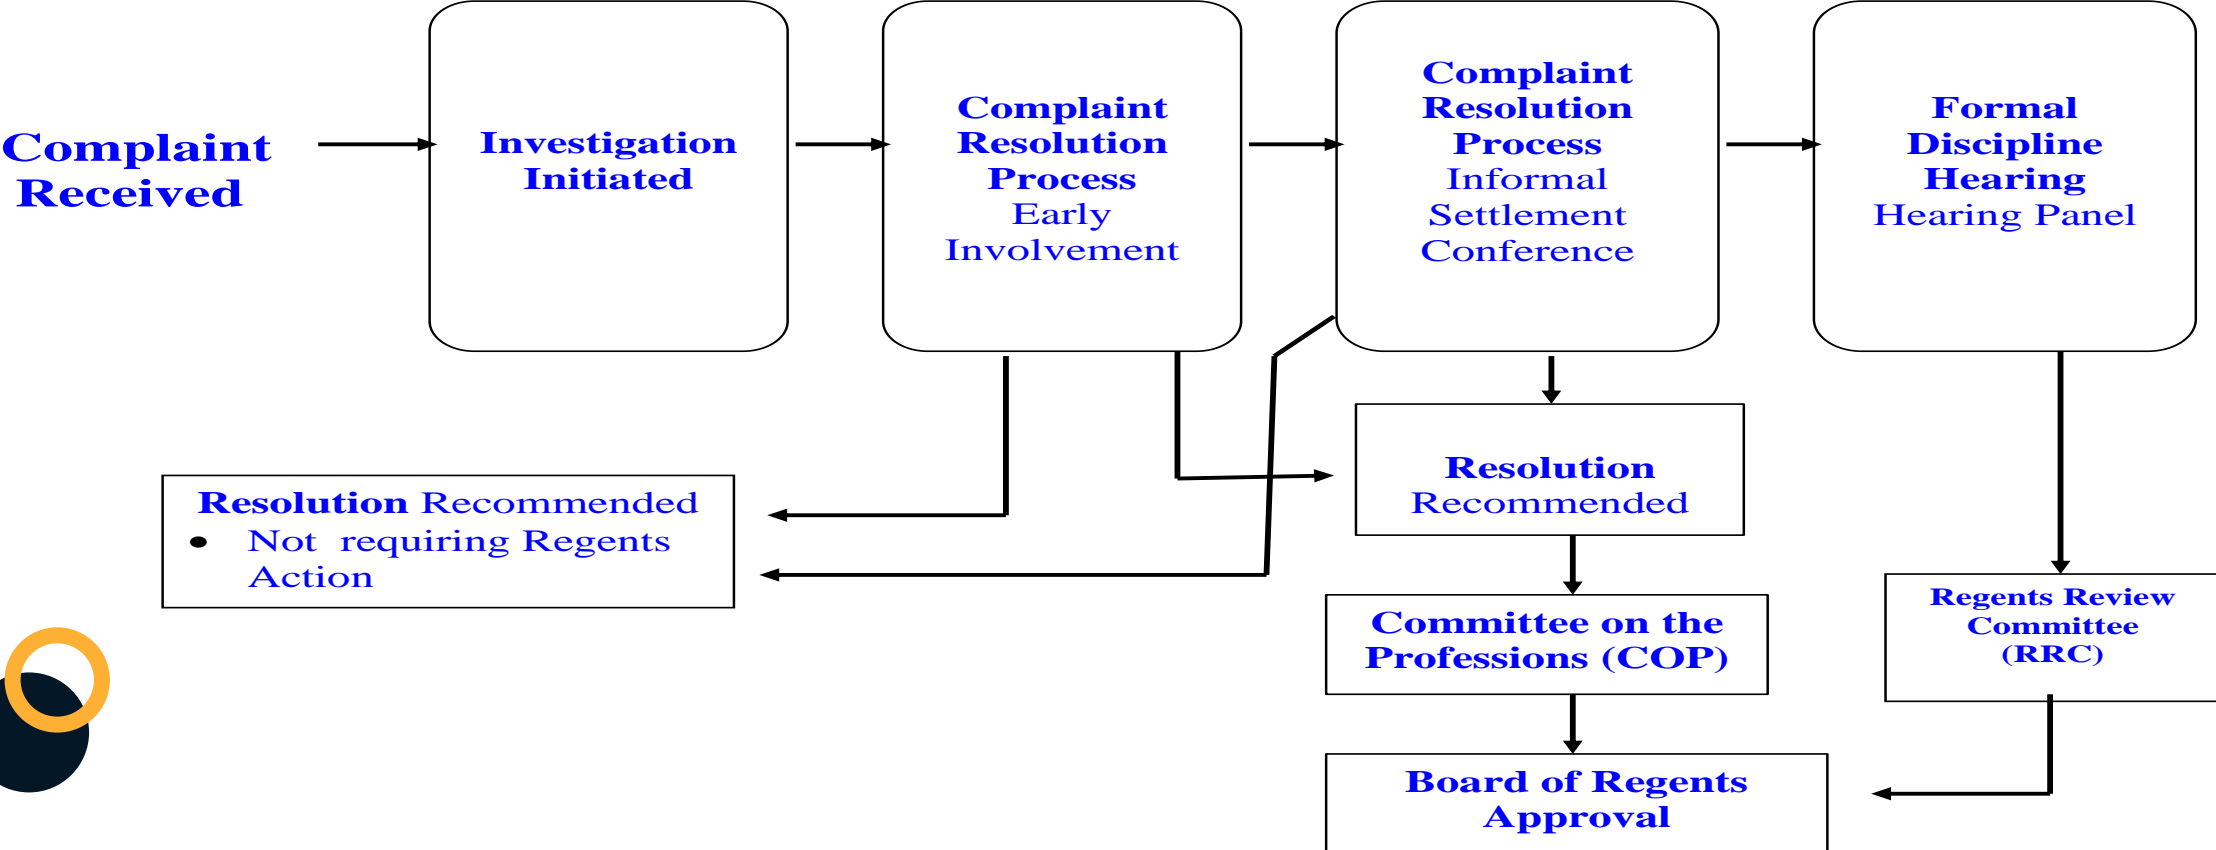 Complaint
Received
Investigation
Initiated
Complaint
Resolution
Process
Early
Involvement
Complaint
Resolution
Process
Informal
Settlement
Conference
Formal
Discipline
Hearing
Hearing Panel
Resolution Recommended
• Not requiring Regents
Action
Resolution
Recommended
Committee on the
Professions (COP)
Regents Review
Committee
(RRC)
Board of Regents
Approval